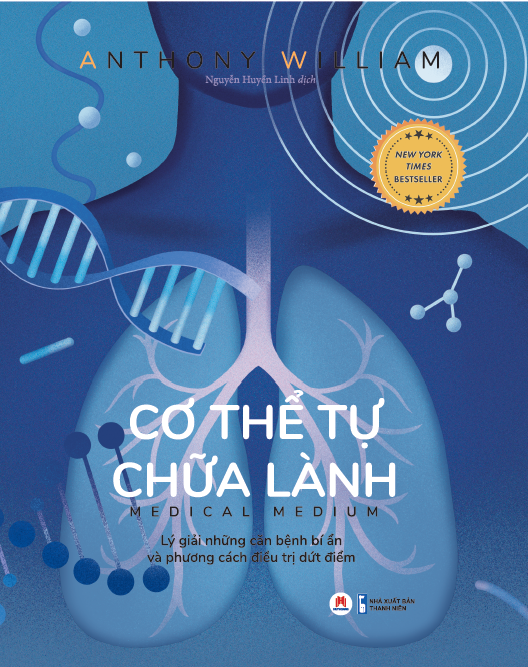 ANTHONY WILLIAM
Nguyễn Huyền Linh dịch
NEW YORK
TIMES
BESTSELLER
CƠ THỂ TỰ
CHỮA LÀNH
MEDICAL MEDIUM
Lý giải những căn bệnh bí ẩn
và phương cách điều trị dứt điểm
NHÀ XUẤT BẢN
THANH NIÊN